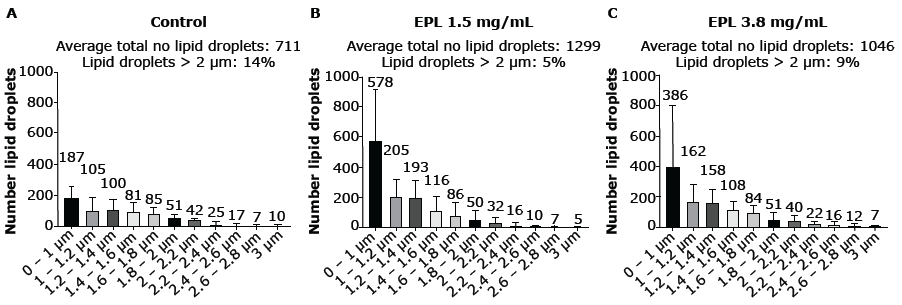 A
Control
Average total no lipid droplets: 711
Lipid droplets > 2 µm: 14%
Number lipid droplets
1000
800
600
400
200
0
187
105
100
81
85
51
42
25
17
7
10
0 – 1 µm
1 – 1.2 µm
1.2 – 1.4 µm
1.4 – 1.6 µm
1.6 – 1.8 µm
1.8 – 2 µm
2 – 2.2 µm
2.2 – 2.4 µm
2.4 – 2.6 µm
2.6 – 2.8 µm
3 µm
B
EPL 1.5 mg/mL
Average total no lipid droplets: 1299
Lipid droplets > 2 µm: 5%
Number lipid droplets
1000
800
600
400
200
0
578
205
193
116
86
50
32
16
10
7
5
0 – 1 µm
1 – 1.2 µm
1.2 – 1.4 µm
1.4 – 1.6 µm
1.6 – 1.8 µm
1.8 – 2 µm
2 – 2.2 µm
2.2 – 2.4 µm
2.4 – 2.6 µm
2.6 – 2.8 µm
3 µm
C
EPL 3.8 mg/mL
Average total no lipid droplets: 1046
Lipid droplets > 2 µm: 9%
Number lipid droplets
1000
800
600
400
200
0
386
162
158
108
84
51
40
22
16
12
7
0 – 1 µm
1 – 1.2 µm
1.2 – 1.4 µm
1.4 – 1.6 µm
1.6 – 1.8 µm
1.8 – 2 µm
2 – 2.2 µm
2.2 – 2.4 µm
2.4 – 2.6 µm
2.6 – 2.8 µm
3 µm